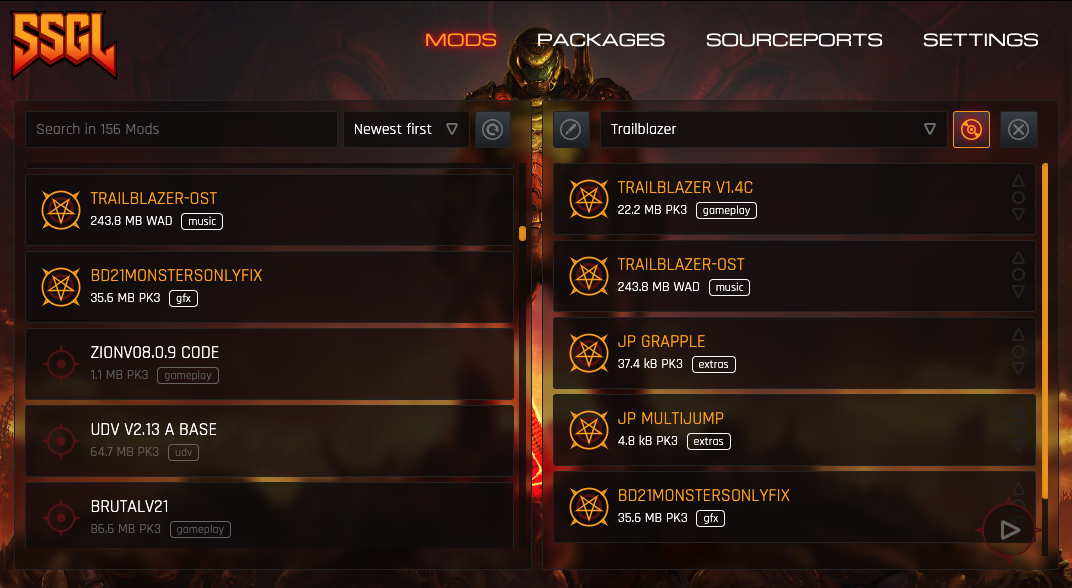 SSGL
MODS PACKAGES SOURCEPORTS SETTINGS
Search in 156 Mods
Newest first
TRAILBLAZER-OST
243.8 MB WAD music
BD21MONSTERSONLYFIX
35.6 MB PK3 gfx
ZIONV08.0.9 CODE
1.1 MB PK3 gameplay
UDV V2.13 A BASE
64.7 MB PK3 udv
BRUTALV21
86.6 MB PK3 gameplay
Trailblazer
TRAILBLAZER V1.4C
22.2 MB PK3 gameplay
TRAILBLAZER-OST
243.8 MB WAD music
JP GRAPPLE
37.4 kB PK3 extras
JP MULTIJUMP
4.8 kB PK3 extras
BD21MONSTERSONLYFIX
35.6 MB PK3 gfx